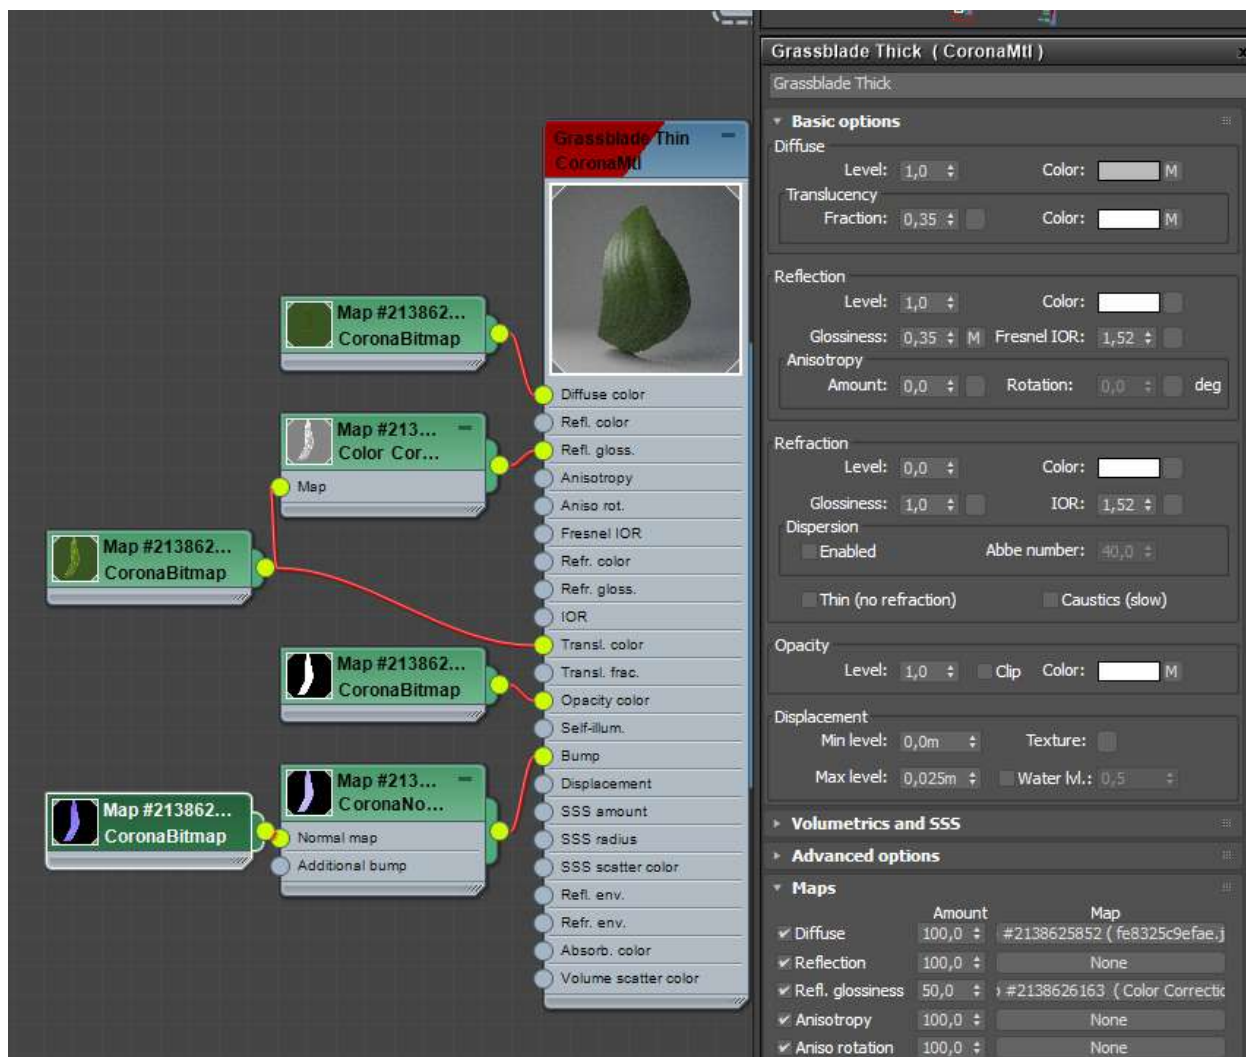 Grassblade Thin
CoronaMtl
Map #213862...
CoronaBitmap
Diffuse color
Refl. color
Map #213...
Color Cor...
Map
Refl. gloss.
Anisotropy
Aniso rot.
Fresnel IOR
Map #213862...
CoronaBitmap
Refr. color
Refr. gloss.
IOR
Transl. color
Map #213862...
CoronaBitmap
Transl. frac.
Opacity color
Self-illum.
Bump
Map #213...
CoronaNo...
Normal map
Additional bump
Map #213862...
CoronaBitmap
Displacement
SSS amount
SSS radius
SSS scatter color
Refl. env.
Refr. env.
Absorb. color
Volume scatter color
Grassblade Thick ( CoronaMtl ) x
Grassblade Thick
Basic options
Diffuse
Level: 1,0 Color: M
Translucency
Fraction: 0,35 Color: M
Reflection
Level: 1,0 Color:
Glossiness: 0,35 M Fresnel IOR: 1,52
Anisotropy
Amount: 0,0 Rotation: 0,0 deg
Refraction
Level: 0,0 Color:
Glossiness: 1,0 IOR: 1,52
Dispersion
Enabled Abbe number: 40,0
Thin (no refraction) Caustics (slow)
Opacity
Level: 1,0 Clip Color: M
Displacement
Min level: 0,0m Texture:
Max level: 0,025m Water lvl.: 0,5
Volumetrics and SSS
Advanced options
Maps
Amount Map
Diffuse 100,0 #2138625852 ( fe8325c9efae.j
Reflection 100,0 None
Refl. glossiness 50,0 #2138626163 ( Color Correctic
Anisotropy 100,0 None
Aniso rotation 100,0 None